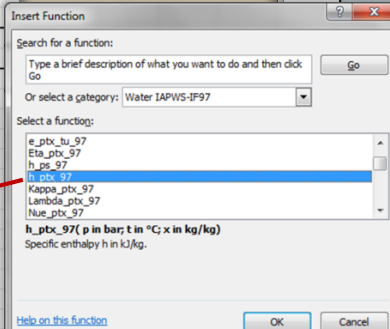 Insert Function
Search for a function:
Type a brief description of what you want to do and then click
Go
Go
Or select a category: Water IAPWS-IF97
Select a function:
e_ptx_tu_97
Eta_ptx_97
h_ps_97
h_ptx_97
Kappa_ptx_97
Lambda_ptx_97
Nue_ptx_97
h_ptx_97( p in bar; t in °C; x in kg/kg)
Specific enthalpy h in kJ/kg.
Help on this function
OK
Cancel